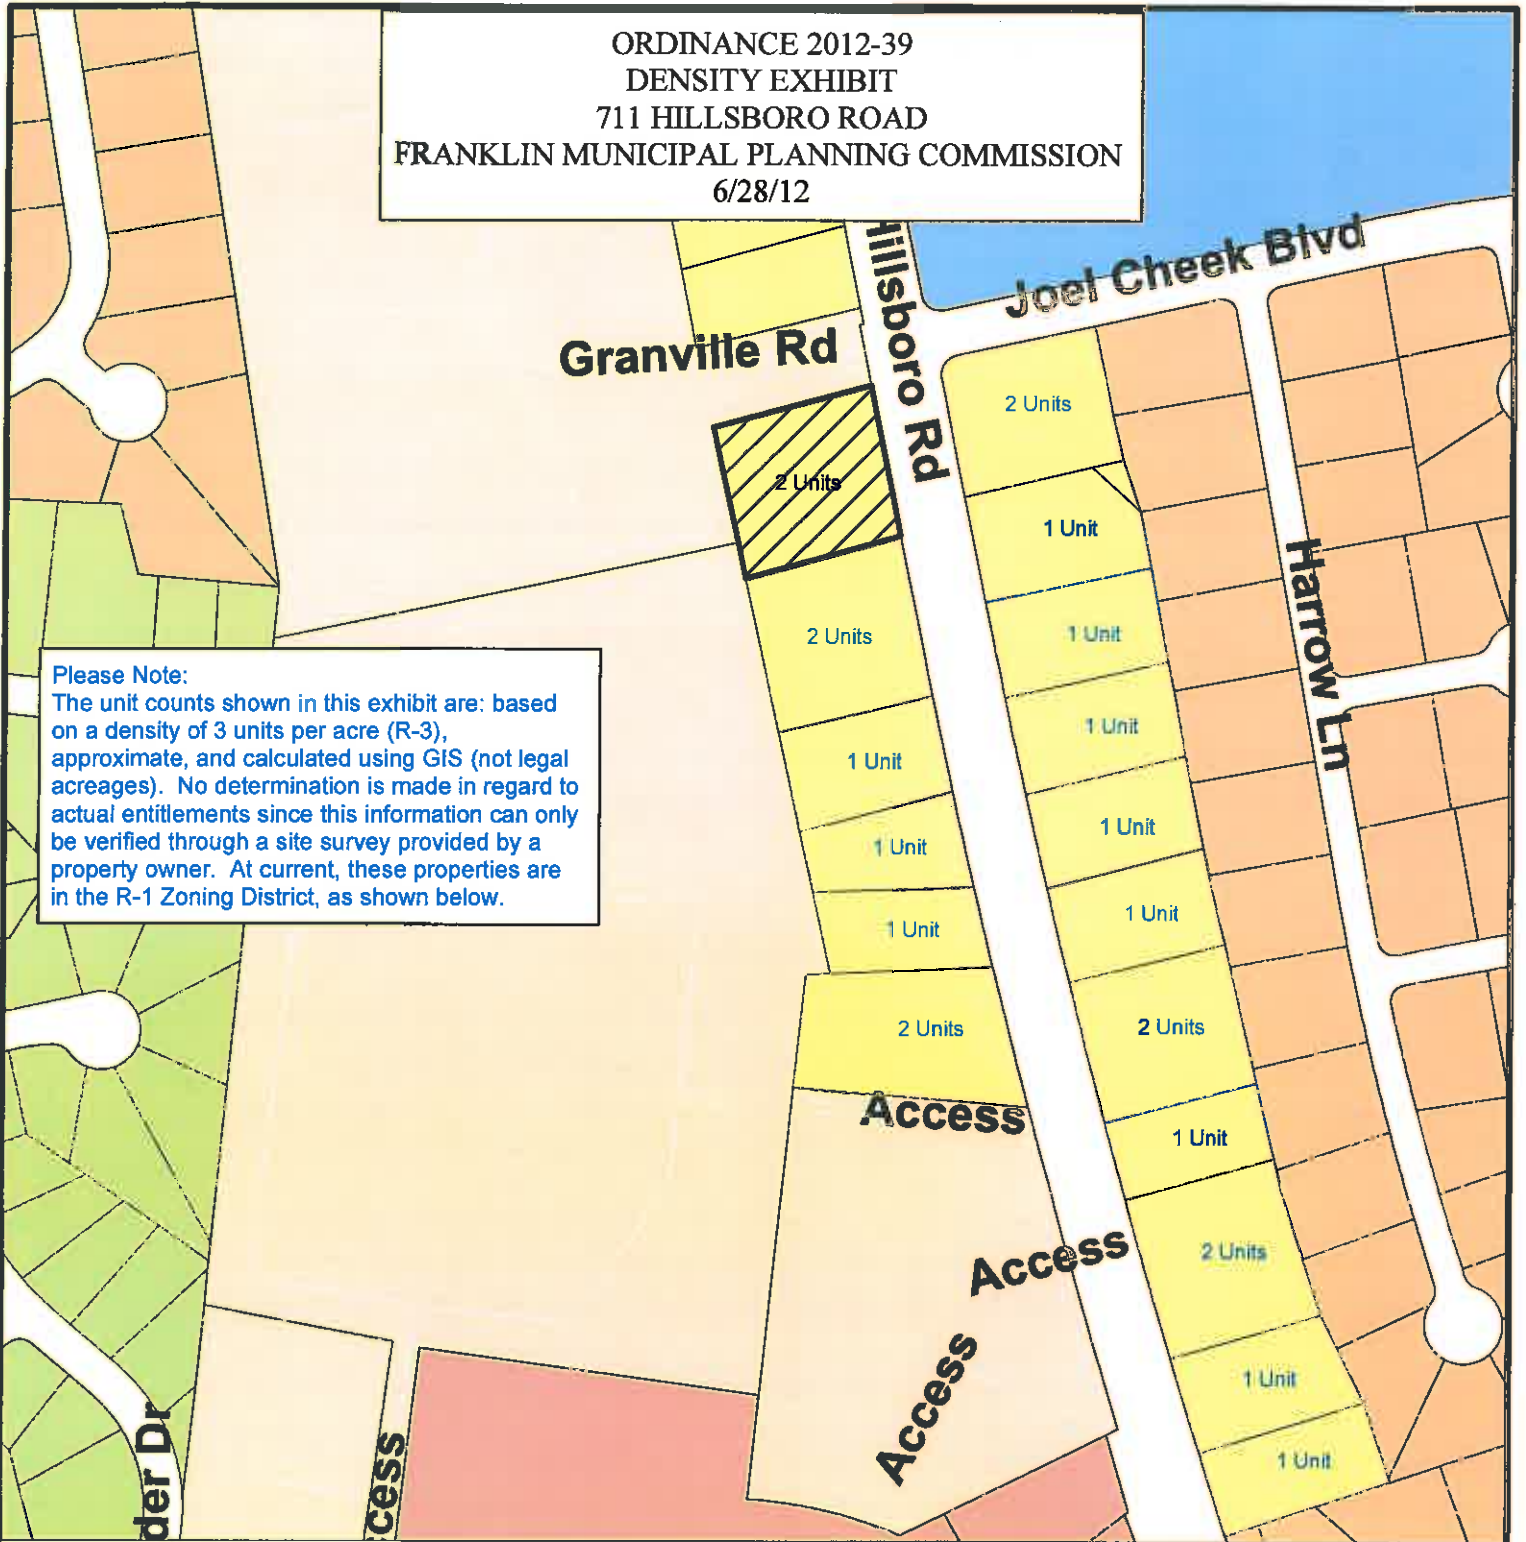 ORDINANCE 2012-39
DENSITY EXHIBIT
711 HILLSBORO ROAD
FRANKLIN MUNICIPAL PLANNING COMMISSION
6/28/12
Hillsboro Rd
Joel Cheek Blvd
Granville Rd
2 Units
2 Units
1 Unit
Harrow Ln
2 Units
1 Unit
Please Note:
The unit counts shown in this exhibit are: based
on a density of 3 units per acre (R-3),
approximate, and calculated using GIS (not legal
acreages). No determination is made in regard to
actual entitlements since this information can only
be verified through a site survey provided by a
property owner. At current, these properties are
in the R-1 Zoning District, as shown below.
1 Unit
1 Unit
1 Unit
1 Unit
1 Unit
1 Unit
2 Units
2 Units
Access
1 Unit
Access
2 Units
Access
1 Unit
1 Unit
der Dr
cess